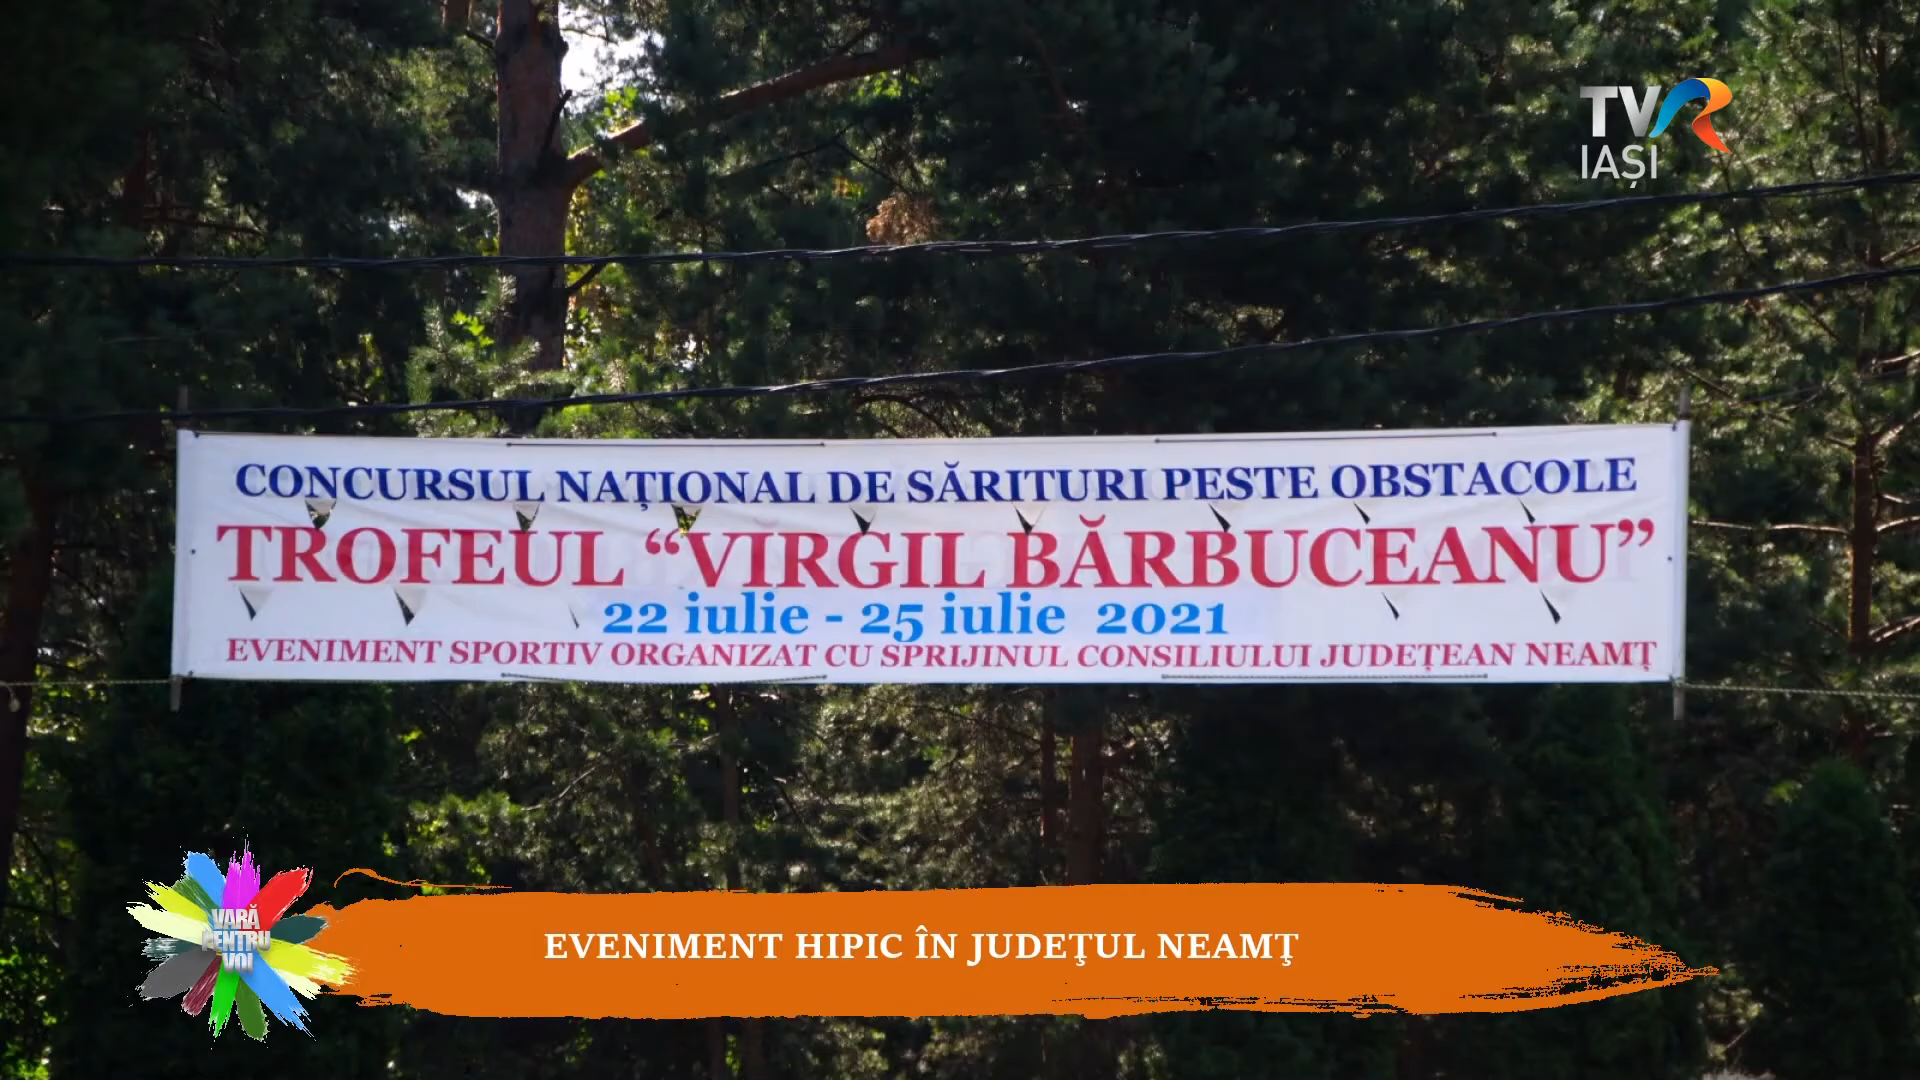 TVR
IAȘI
CONCURSUL NAȚIONAL DE SĂRITURI PESTE OBSTACOLE
TROFEUL “VIRGIL BĂRBUCEANU”
22 iulie - 25 iulie 2021
EVENIMENT SPORTIV ORGANIZAT CU SPRIJINUL CONSILIULUI JUDEȚEAN NEAMȚ
VARĂ
PENTRU
VOI
EVENIMENT HIPIC ÎN JUDEŢUL NEAMŢ